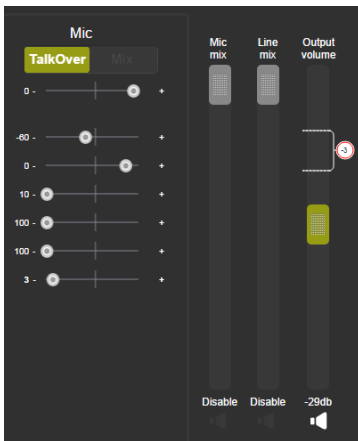 Mic
TalkOver Mix
0 - +
-60 - +
0 - +
10 - +
100 - +
100 - +
3 - +
Mic mix
Line mix
Output volume
-3
Disable
Disable
-29db